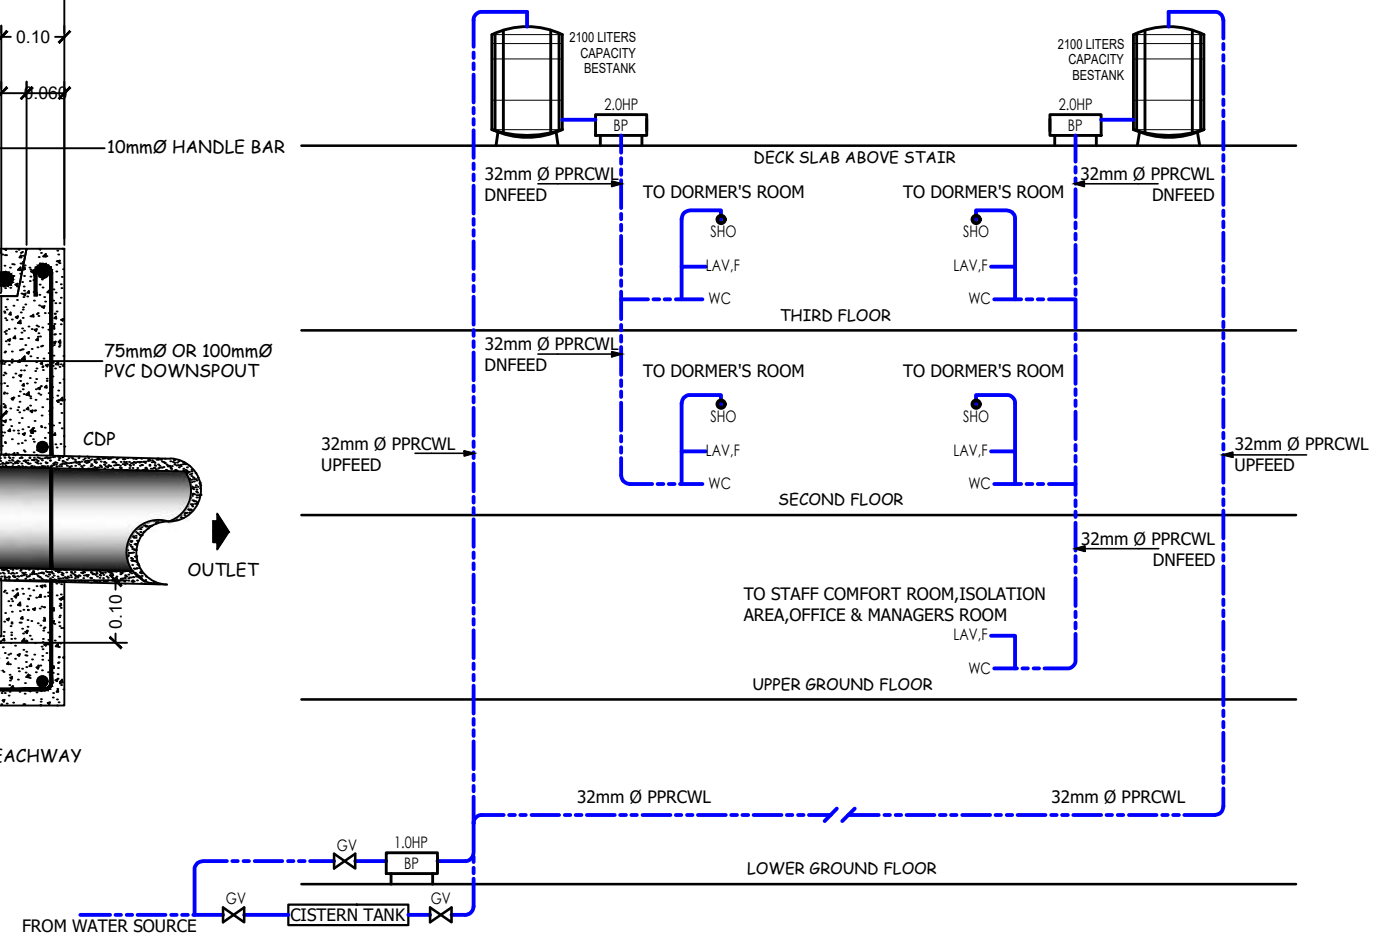 0.10
0.060
10mmØ HANDLE BAR
75mmØ OR 100mmØ
PVC DOWNSPOUT
CDP
OUTLET
0.10
EACHWAY
2100 LITERS
CAPACITY
BESTANK
2.0HP
BP
2100 LITERS
CAPACITY
BESTANK
2.0HP
BP
DECK SLAB ABOVE STAIR
32mm Ø PPRCWL
DNFEED
TO DORMER'S ROOM
SHO
LAV,F
WC
TO DORMER'S ROOM
SHO
LAV,F
WC
32mm Ø PPRCWL
DNFEED
THIRD FLOOR
32mm Ø PPRCWL
DNFEED
TO DORMER'S ROOM
SHO
LAV,F
WC
TO DORMER'S ROOM
SHO
LAV,F
WC
32mm Ø PPRCWL
UPFEED
32mm Ø PPRCWL
UPFEED
SECOND FLOOR
32mm Ø PPRCWL
DNFEED
TO STAFF COMFORT ROOM,ISOLATION
AREA,OFFICE & MANAGERS ROOM
LAV,F
WC
UPPER GROUND FLOOR
32mm Ø PPRCWL
32mm Ø PPRCWL
GV
1.0HP
BP
LOWER GROUND FLOOR
GV
CISTERN TANK
GV
FROM WATER SOURCE